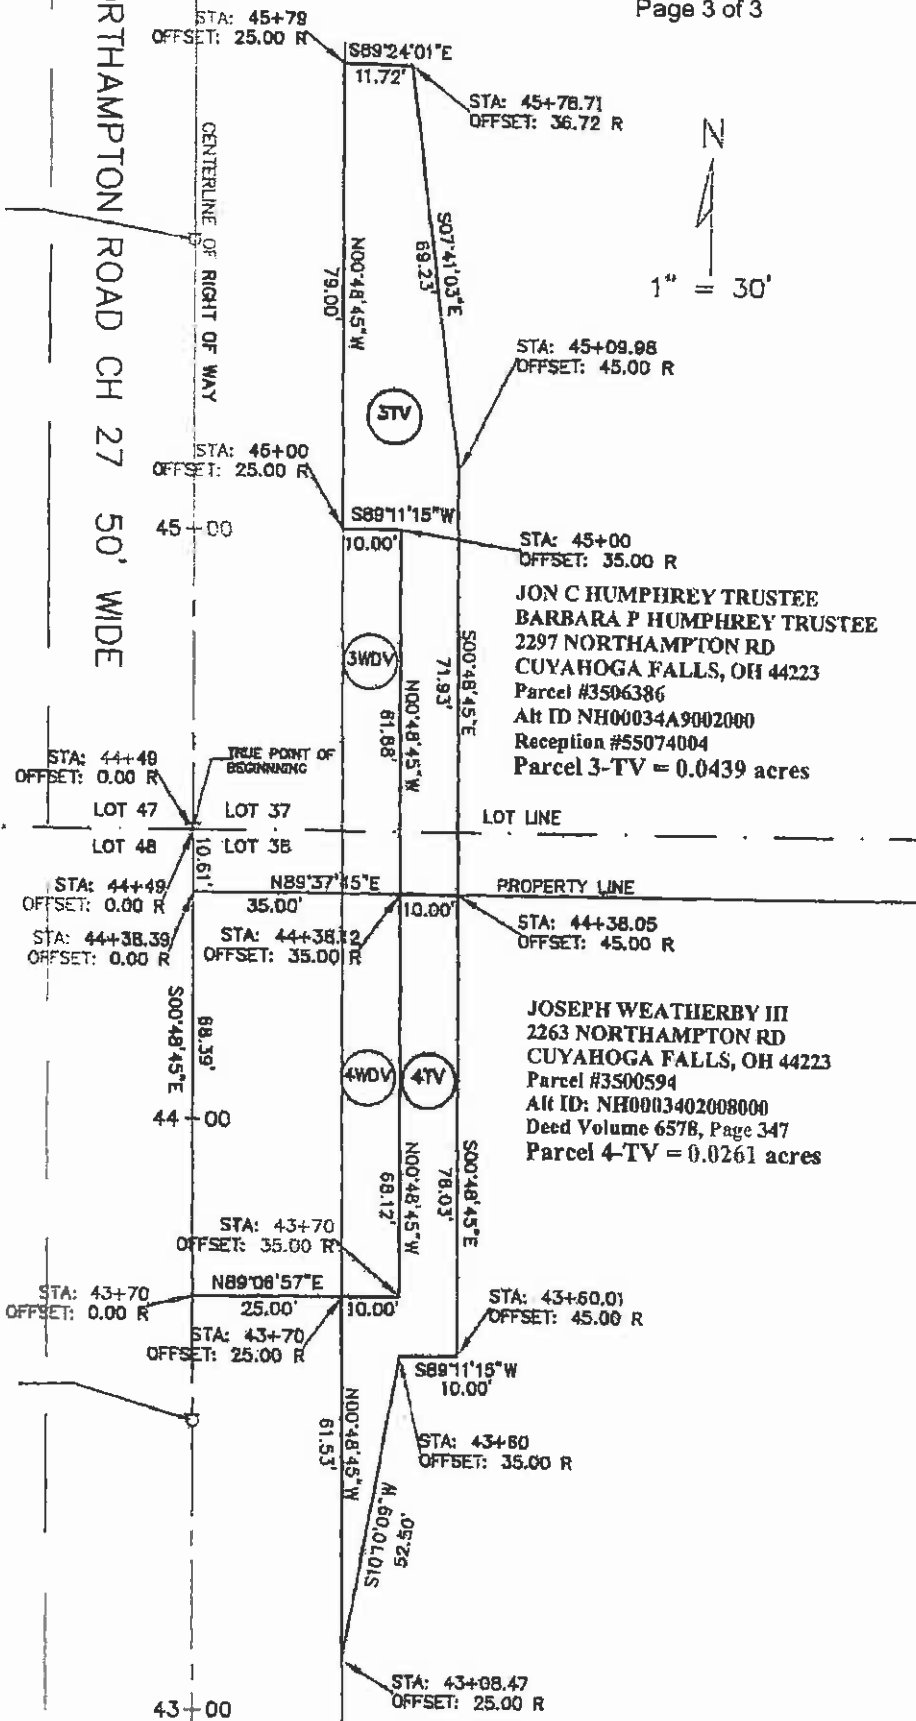 Page 3 of 3
STA: 45+79
OFFSET: 25.00 R
S89°24'01"E
11.72'
STA: 45+78.71
OFFSET: 36.72 R
N
1" = 30'
RTHAMPTON ROAD CH 27 50' WIDE
CENTERLINE OF RIGHT OF WAY
N00°48'45"W
79.00'
S07°41'03"E
69.23'
STA: 45+09.98
OFFSET: 45.00 R
3TV
STA: 45+00
OFFSET: 25.00 R
S89°11'15"W
10.00'
45+00
STA: 45+00
OFFSET: 35.00 R
JON C HUMPHREY TRUSTEE
BARBARA P HUMPHREY TRUSTEE
2297 NORTHAMPTON RD
CUYAHOGA FALLS, OH 44223
Parcel #3506386
Alt ID NH00034A9002000
Reception #55074004
Parcel 3-TV = 0.0439 acres
3WDV
N00°48'45"W
61.88'
S00°48'45"E
71.93'
STA: 44+49
OFFSET: 0.00 R
TRUE POINT OF
BEGINNING
LOT 47
LOT 37
LOT LINE
LOT 48
LOT 38
10.61'
STA: 44+49
OFFSET: 0.00 R
N89°37'45"E
35.00'
10.00'
PROPERTY LINE
STA: 44+38.39
OFFSET: 0.00 R
STA: 44+38.12
OFFSET: 35.00 R
STA: 44+38.05
OFFSET: 45.00 R
S00°48'45"E
68.39'
JOSEPH WEATHERBY III
2263 NORTHAMPTON RD
CUYAHOGA FALLS, OH 44223
Parcel #3500594
Alt ID: NH0003402008000
Deed Volume 6578, Page 347
Parcel 4-TV = 0.0261 acres
4WDV
4TV
44+00
N00°48'45"W
68.12'
S00°48'45"E
78.03'
STA: 43+70
OFFSET: 35.00 R
N89°08'57"E
25.00'
10.00'
STA: 43+70
OFFSET: 0.00 R
STA: 43+70
OFFSET: 25.00 R
STA: 43+60.01
OFFSET: 45.00 R
S89°11'15"W
10.00'
N00°48'45"W
61.53'
STA: 43+60
OFFSET: 35.00 R
52.50'
STA: 43+08.47
OFFSET: 25.00 R
43+00